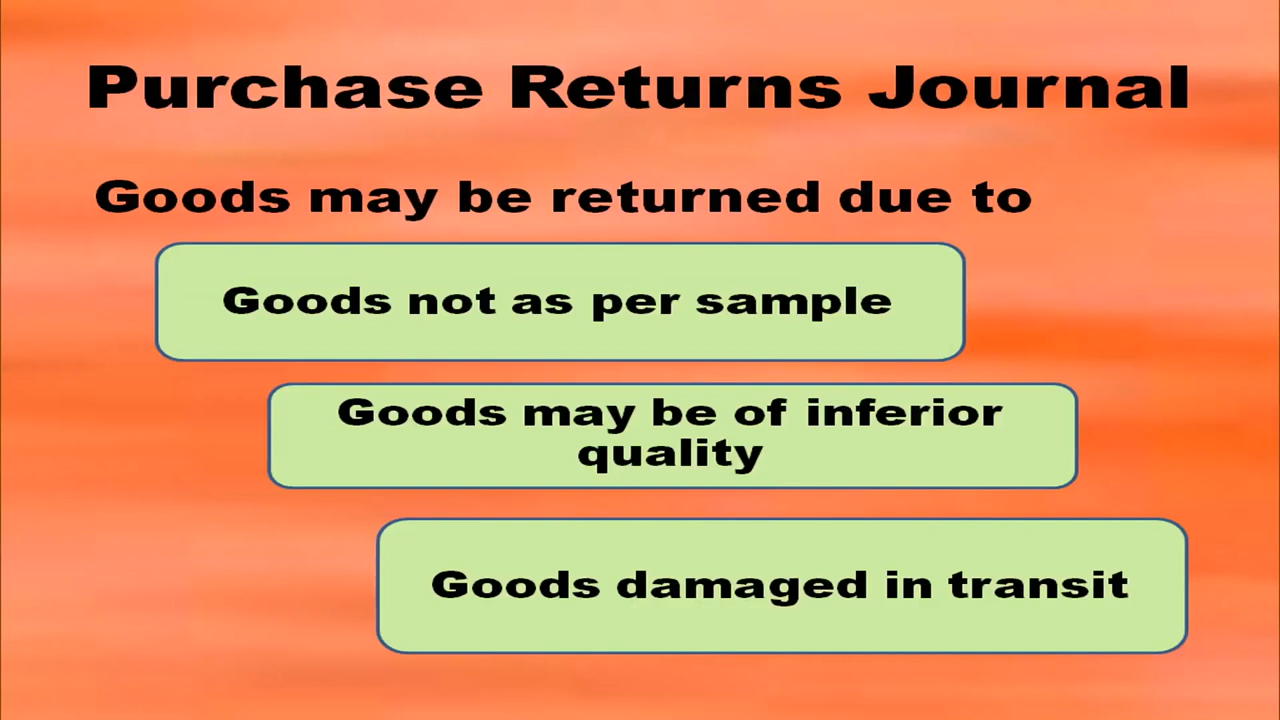 Purchase Returns Journal
Goods may be returned due to
Goods not as per sample
Goods may be of inferior
quality
Goods damaged in transit